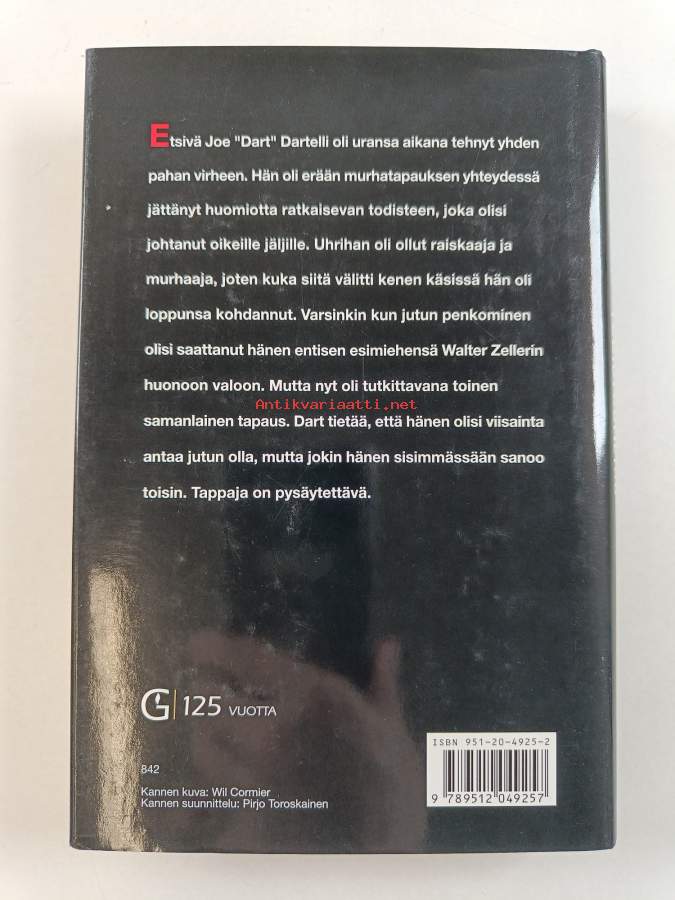 Etsivä Joe "Dart" Dartelli oli uransa aikana tehnyt yhden
pahan virheen. Hän oli erään murhatapauksen yhteydessä
jättänyt huomiotta ratkaisevan todisteen, joka olisi
johtanut oikeille jäljille. Uhrihan oli ollut raiskaaja ja
murhaaja, joten kuka siitä välitti kenen käsissä hän oli
loppunsa kohdannut. Varsinkin kun jutun penkominen
olisi saattanut hänen entisen esimiehensä Walter Zellerin
huonoon valoon. Mutta nyt oli tutkittavana toinen
Antikvariaatti.net
samanlainen tapaus. Dart tietää, että hänen olisi viisainta
antaa jutun olla, mutta jokin hänen sisimmässään sanoo
toisin. Tappaja on pysäytettävä.
G 125 VUOTTA
ISBN 951-20-4925-2
842
Kannen kuva: Wil Cormier
Kannen suunnittelu: Pirjo Toroskainen
9 789512 049257